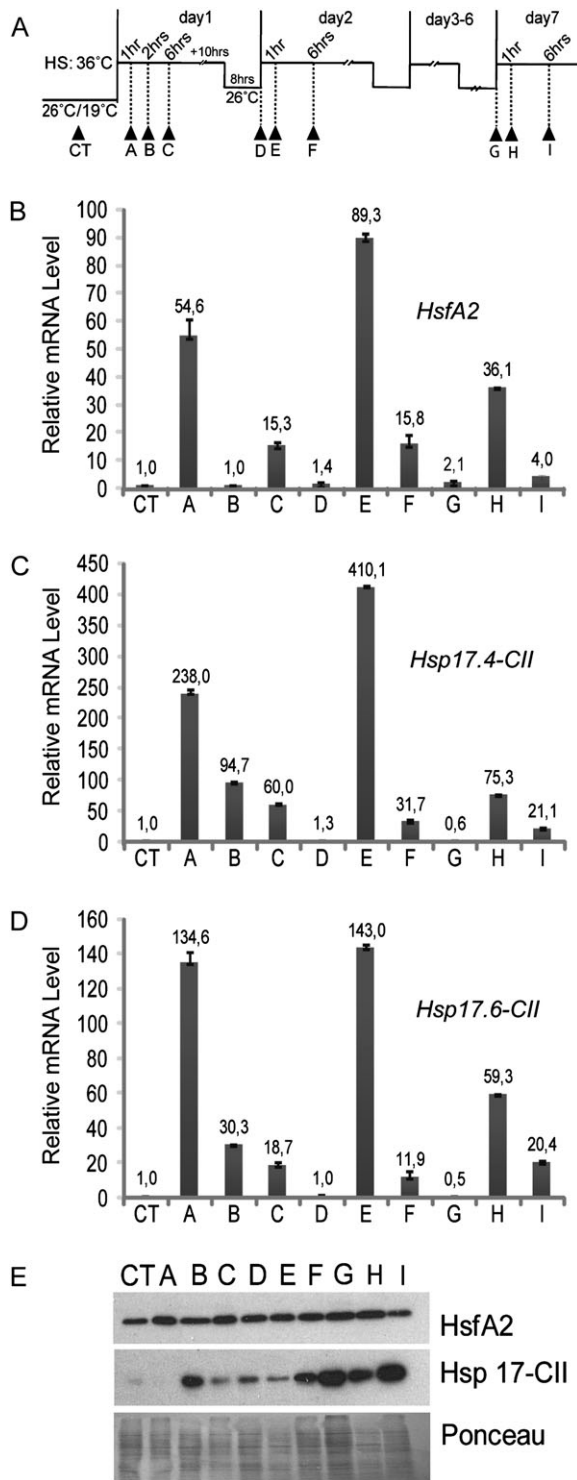 A
day1 day2 day3-6 day7
1hr 2hrs 6hrs +10hrs 1hr 6hrs 1hr 6hrs
HS: 36°C
8hrs
26°C
26°C/19°C
CT A B C D E F G H I
B
Relative mRNA Level
100
90
80
70
60
50
40
30
20
10
0
HsfA2
1,0 54,6 1,0 15,3 1,4 89,3 15,8 2,1 36,1 4,0
CT A B C D E F G H I
C
Relative mRNA Level
450
400
350
300
250
200
150
100
50
0
Hsp17.4-CII
1,0 238,0 94,7 60,0 1,3 410,1 31,7 0,6 75,3 21,1
CT A B C D E F G H I
D
Relative mRNA Level
160
140
120
100
80
60
40
20
0
Hsp17.6-CII
1,0 134,6 30,3 18,7 1,0 143,0 11,9 0,5 59,3 20,4
CT A B C D E F G H I
E
CT A B C D E F G H I
HsfA2
Hsp 17-CII
Ponceau